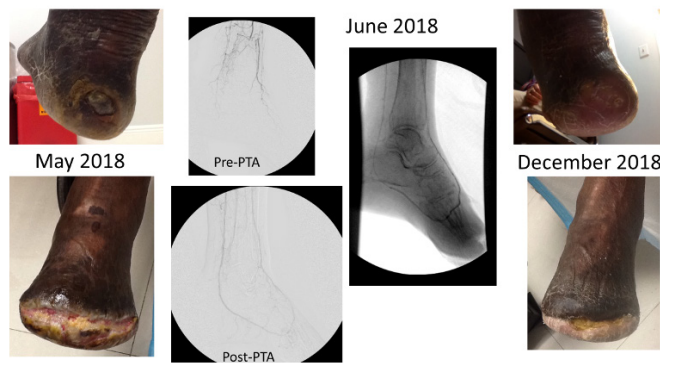 June 2018
Pre-PTA
May 2018
December 2018
Post-PTA